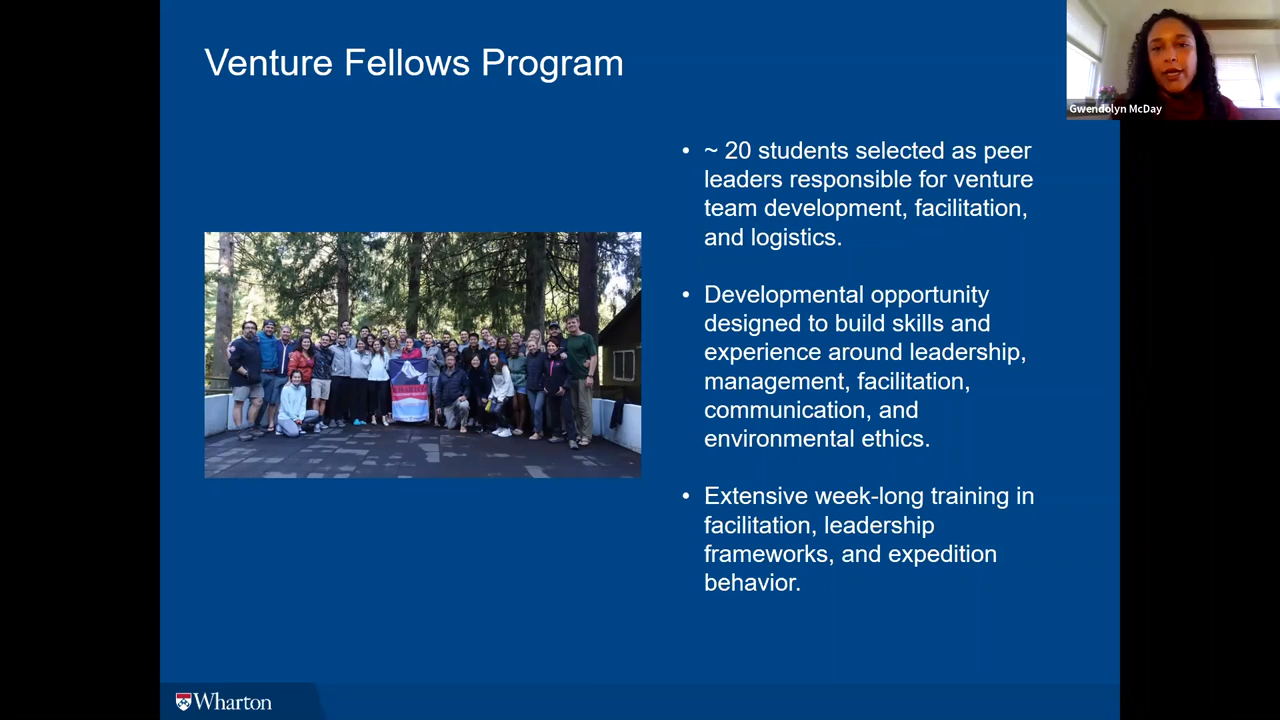 Venture Fellows Program
Gwendolyn McDay
• ~ 20 students selected as peer
leaders responsible for venture
team development, facilitation,
and logistics.
• Developmental opportunity
designed to build skills and
experience around leadership,
management, facilitation,
communication, and
environmental ethics.
• Extensive week-long training in
facilitation, leadership
frameworks, and expedition
behavior.
Wharton